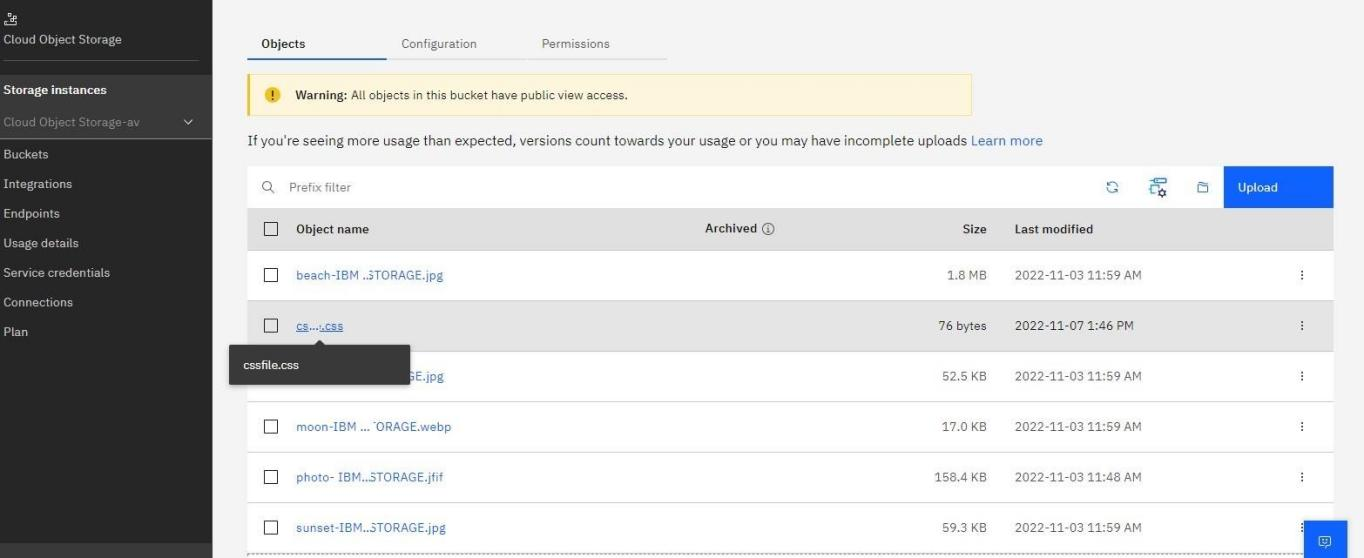 Cloud Object Storage
Storage instances
Cloud Object Storage-av
Buckets
Integrations
Endpoints
Usage details
Service credentials
Connections
Plan
Objects Configuration Permissions
Warning: All objects in this bucket have public view access.
If you're seeing more usage than expected, versions count towards your usage or you may have incomplete uploads Learn more
Prefix filter Upload
Object name Archived Size Last modified
beach-IBM ..STORAGE.jpg 1.8 MB 2022-11-03 11:59 AM
cs...:.css 76 bytes 2022-11-07 1:46 PM
cssfile.css
GE.jpg 52.5 KB 2022-11-03 11:59 AM
moon-IBM ... ORAGE.webp 17.0 KB 2022-11-03 11:59 AM
photo- IBM..STORAGE.jfif 158.4 KB 2022-11-03 11:48 AM
sunset-IBM..STORAGE.jpg 59.3 KB 2022-11-03 11:59 AM